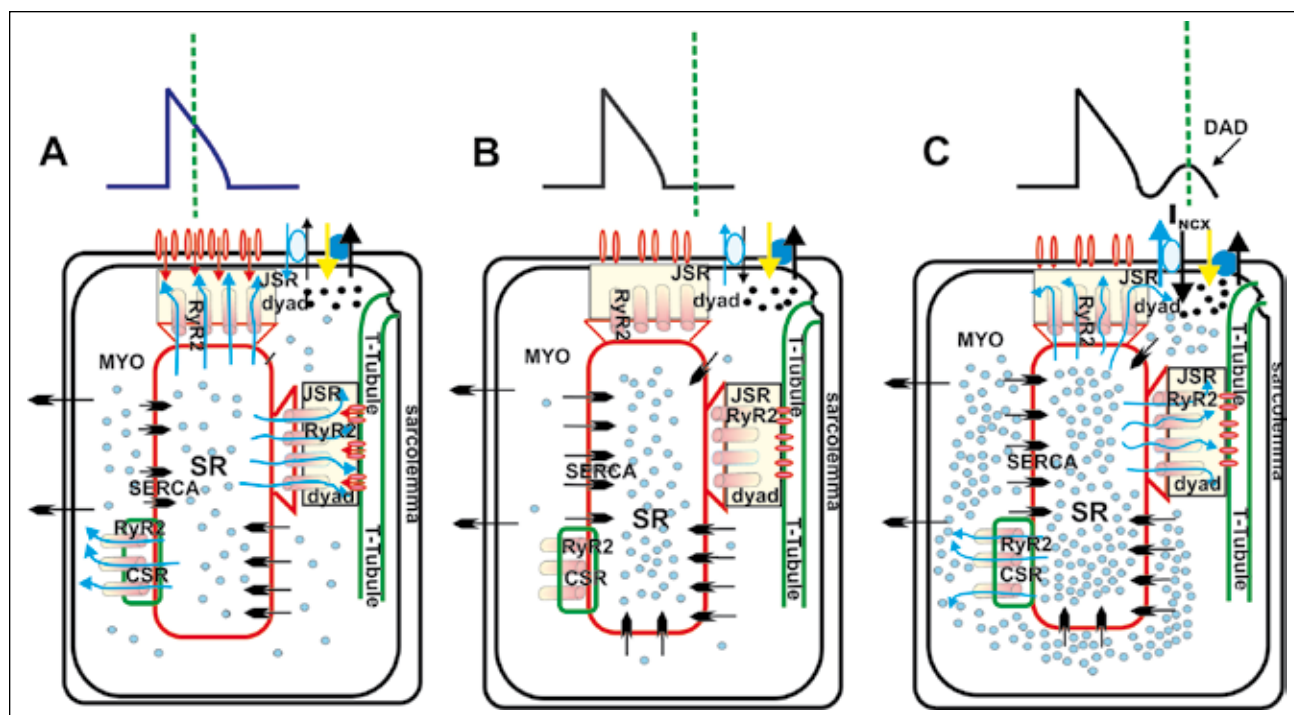 A
JSR
dyad
RyR2
MYO
T-Tubule
sarcolemma
JSR
RyR2
SR
SERCA
dyad
RyR2
CSR
T-Tubule
B
JSR
dyad
RyR2
MYO
T-Tubule
sarcolemma
JSR
RyR2
SERCA
dyad
SR
RyR2
CSR
T-Tubule
C
DAD
INCX
JSR
dyad
RyR2
MYO
T-Tubule
sarcolemma
JSR
RyR2
SERCA
dyad
SR
RyR2
CSR
T-Tubule